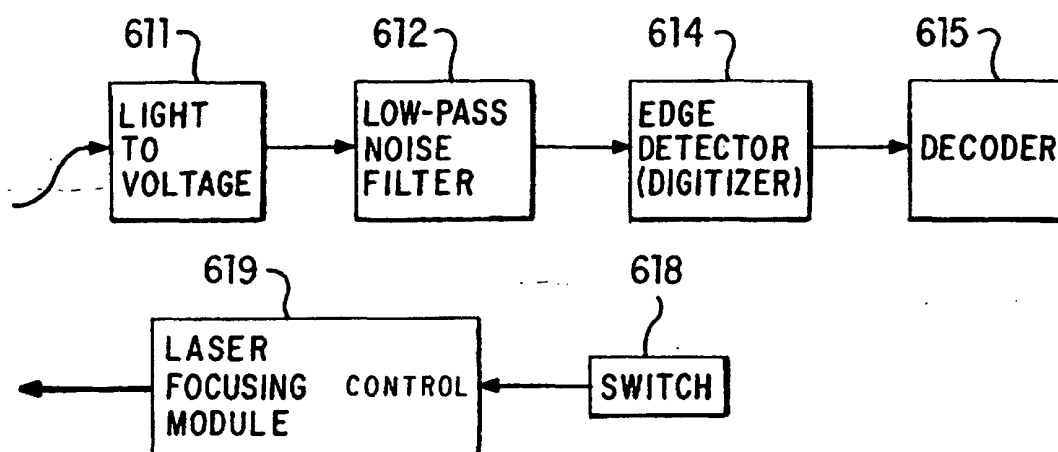 611
612
614
615
LIGHT
TO
VOLTAGE
LOW-PASS
NOISE
FILTER
EDGE
DETECTOR
(DIGITIZER)
DECODER
619
618
LASER
FOCUSING
MODULE
CONTROL
SWITCH